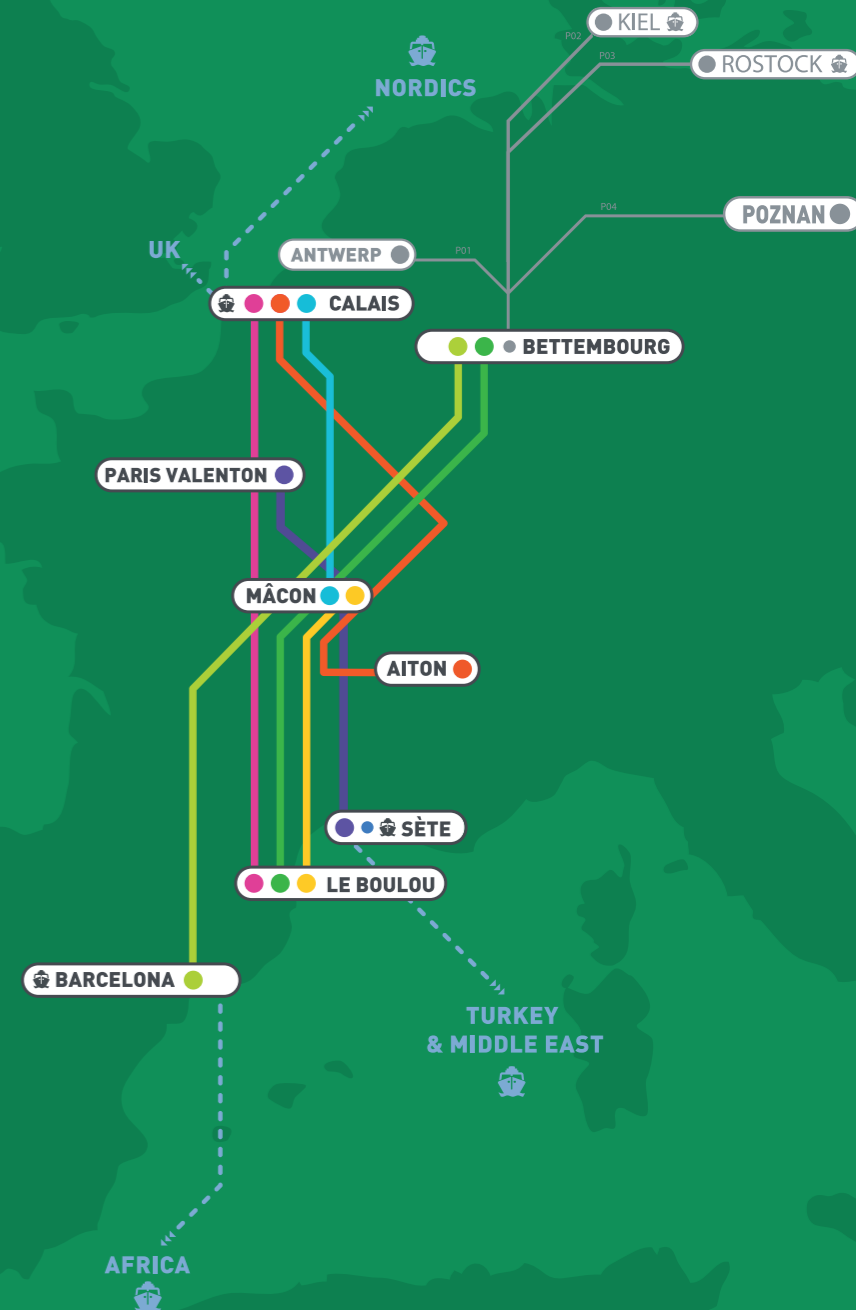 KIEL
P02
P03
ROSTOCK
NORDICS
P04
POZNAN
UK
ANTWERP
P01
CALAIS
BETTEMBOURG
PARIS VALENTON
MÂCON
AITON
SÈTE
LE BOULOU
BARCELONA
TURKEY
& MIDDLE EAST
AFRICA